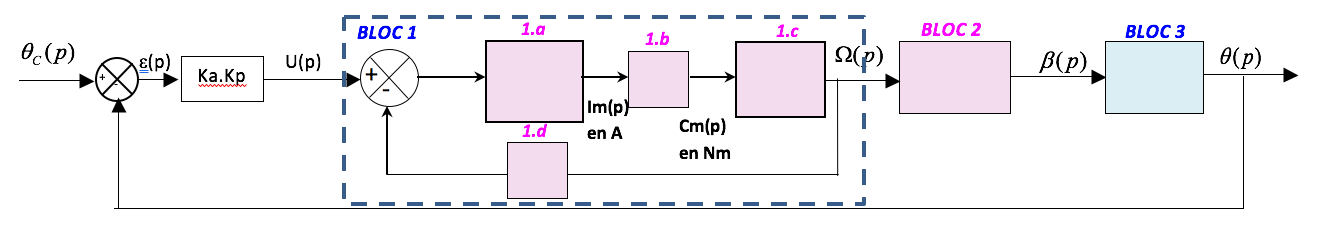 BLOC 1
1.a
1.b
1.c
BLOC 2
BLOC 3
θC(p)
+
-
ε(p)
Ka.Kp
U(p)
+
-
Ω(p)
β(p)
θ(p)
Im(p)
en A
Cm(p)
en Nm
1.d